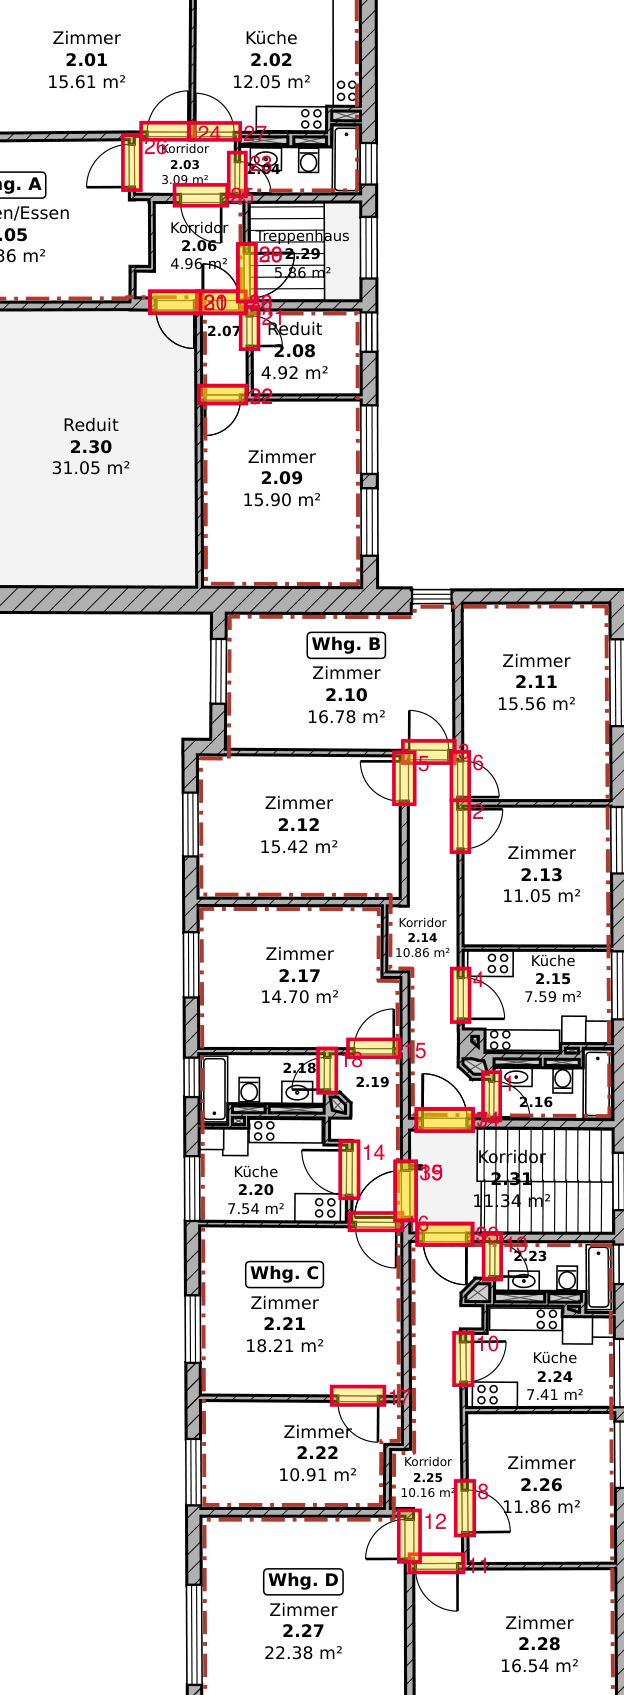 Zimmer
2.01
15.61 m²
Küche
2.02
12.05 m²
24
27
26
Korridor
2.03
3.09 m²
23
2.04
25
ng. A
en/Essen
.05
36 m²
Korridor
2.06
4.96 m²
Treppenhaus
2.29
5.86 m²
2.07
21
Reduit
2.08
4.92 m²
22
Reduit
2.30
31.05 m²
Zimmer
2.09
15.90 m²
Whg. B
Zimmer
2.10
16.78 m²
Zimmer
2.11
15.56 m²
5
6
2
Zimmer
2.12
15.42 m²
Zimmer
2.13
11.05 m²
Korridor
2.14
10.86 m²
Küche
2.15
7.59 m²
4
Zimmer
2.17
14.70 m²
15
18
2.18
2.19
1
2.16
14
Küche
2.20
7.54 m²
Korridor
2.31
11.34 m²
2.23
Whg. C
Zimmer
2.21
18.21 m²
10
Küche
2.24
7.41 m²
17
Zimmer
2.22
10.91 m²
Korridor
2.25
10.16 m²
8
Zimmer
2.26
11.86 m²
12
11
Whg. D
Zimmer
2.27
22.38 m²
Zimmer
2.28
16.54 m²